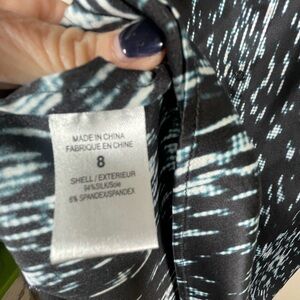 MADE IN CHINA
FABRIQUE EN CHINE
8
SHELL / EXTERIEUR
94%SILK/Soie
6% SPANDEX/SPANDEX